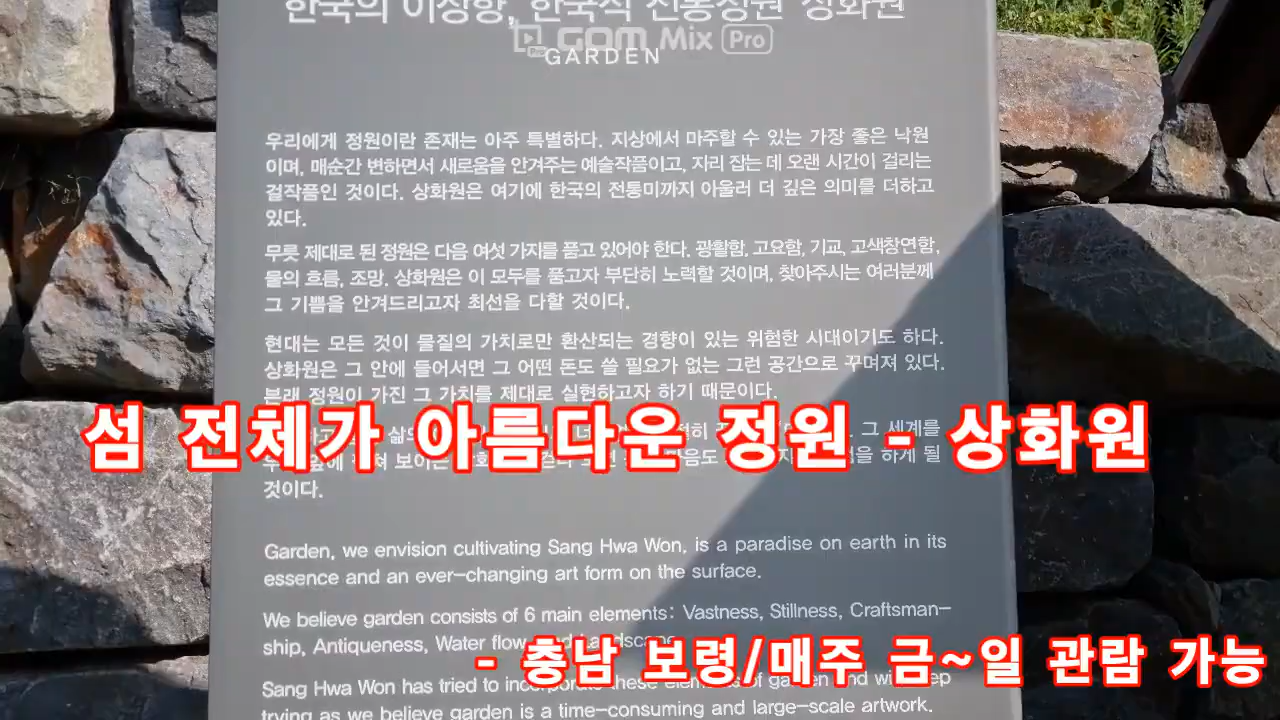 한국의 이상향, 한국식 전통정원 상화원
GOM Mix Pro
GARDEN
우리에게 정원이란 존재는 아주 특별하다. 지상에서 마주할 수 있는 가장 좋은 낙원
이며, 매순간 변하면서 새로움을 안겨주는 예술작품이고, 자리 잡는 데 오랜 시간이 걸리는
걸작품인 것이다. 상화원은 여기에 한국의 전통미까지 아울러 더 깊은 의미를 더하고
있다.
무릇 제대로 된 정원은 다음 여섯 가지를 품고 있어야 한다. 광활함, 고요함, 기교, 고색창연함,
물의 흐름, 조망. 상화원은 이 모두를 품고자 부단히 노력할 것이며, 찾아주시는 여러분께
그 기쁨을 안겨드리고자 최선을 다할 것이다.
현대는 모든 것이 물질의 가치로만 환산되는 경향이 있는 위험한 시대이기도 하다.
상화원은 그 안에 들어서면 그 어떤 돈도 쓸 필요가 없는 그런 공간으로 꾸며져 있다.
본래 정원이 가진 그 가치를 제대로 실현하고자 하기 때문이다.
그 세계를
보이는
하게 될
섬 전체가 아름다운 정원 - 상화원
것이다.
Garden, we envision cultivating Sang Hwa Won, is a paradise on earth in its
essence and an ever-changing art form on the surface.
We believe garden consists of 6 main elements: Vastness, Stillness, Craftsman-
ship, Antiqueness, Water flow, and Landscape.
- 충남 보령/매주 금~일 관람 가능
Sang Hwa Won has tried to incorporate these elements of garden and will keep
trying as we believe garden is a time-consuming and large-scale artwork.